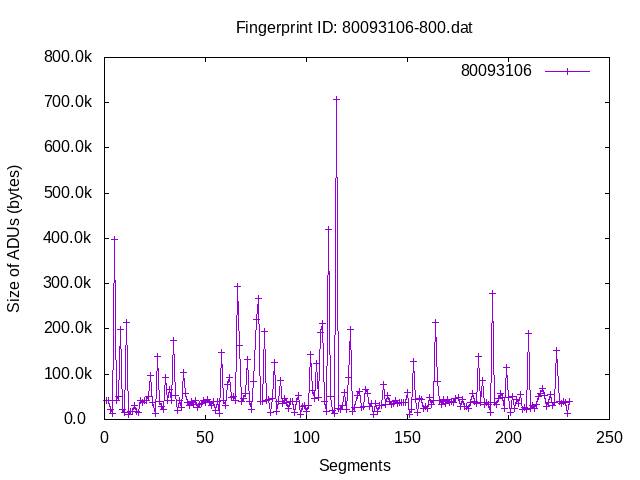 Fingerprint ID: 80093106-800.dat
800.0k
80093106
700.0k
600.0k
500.0k
400.0k
300.0k
200.0k
100.0k
0.0
Size of ADUs (bytes)
0 50 100 150 200 250
Segments